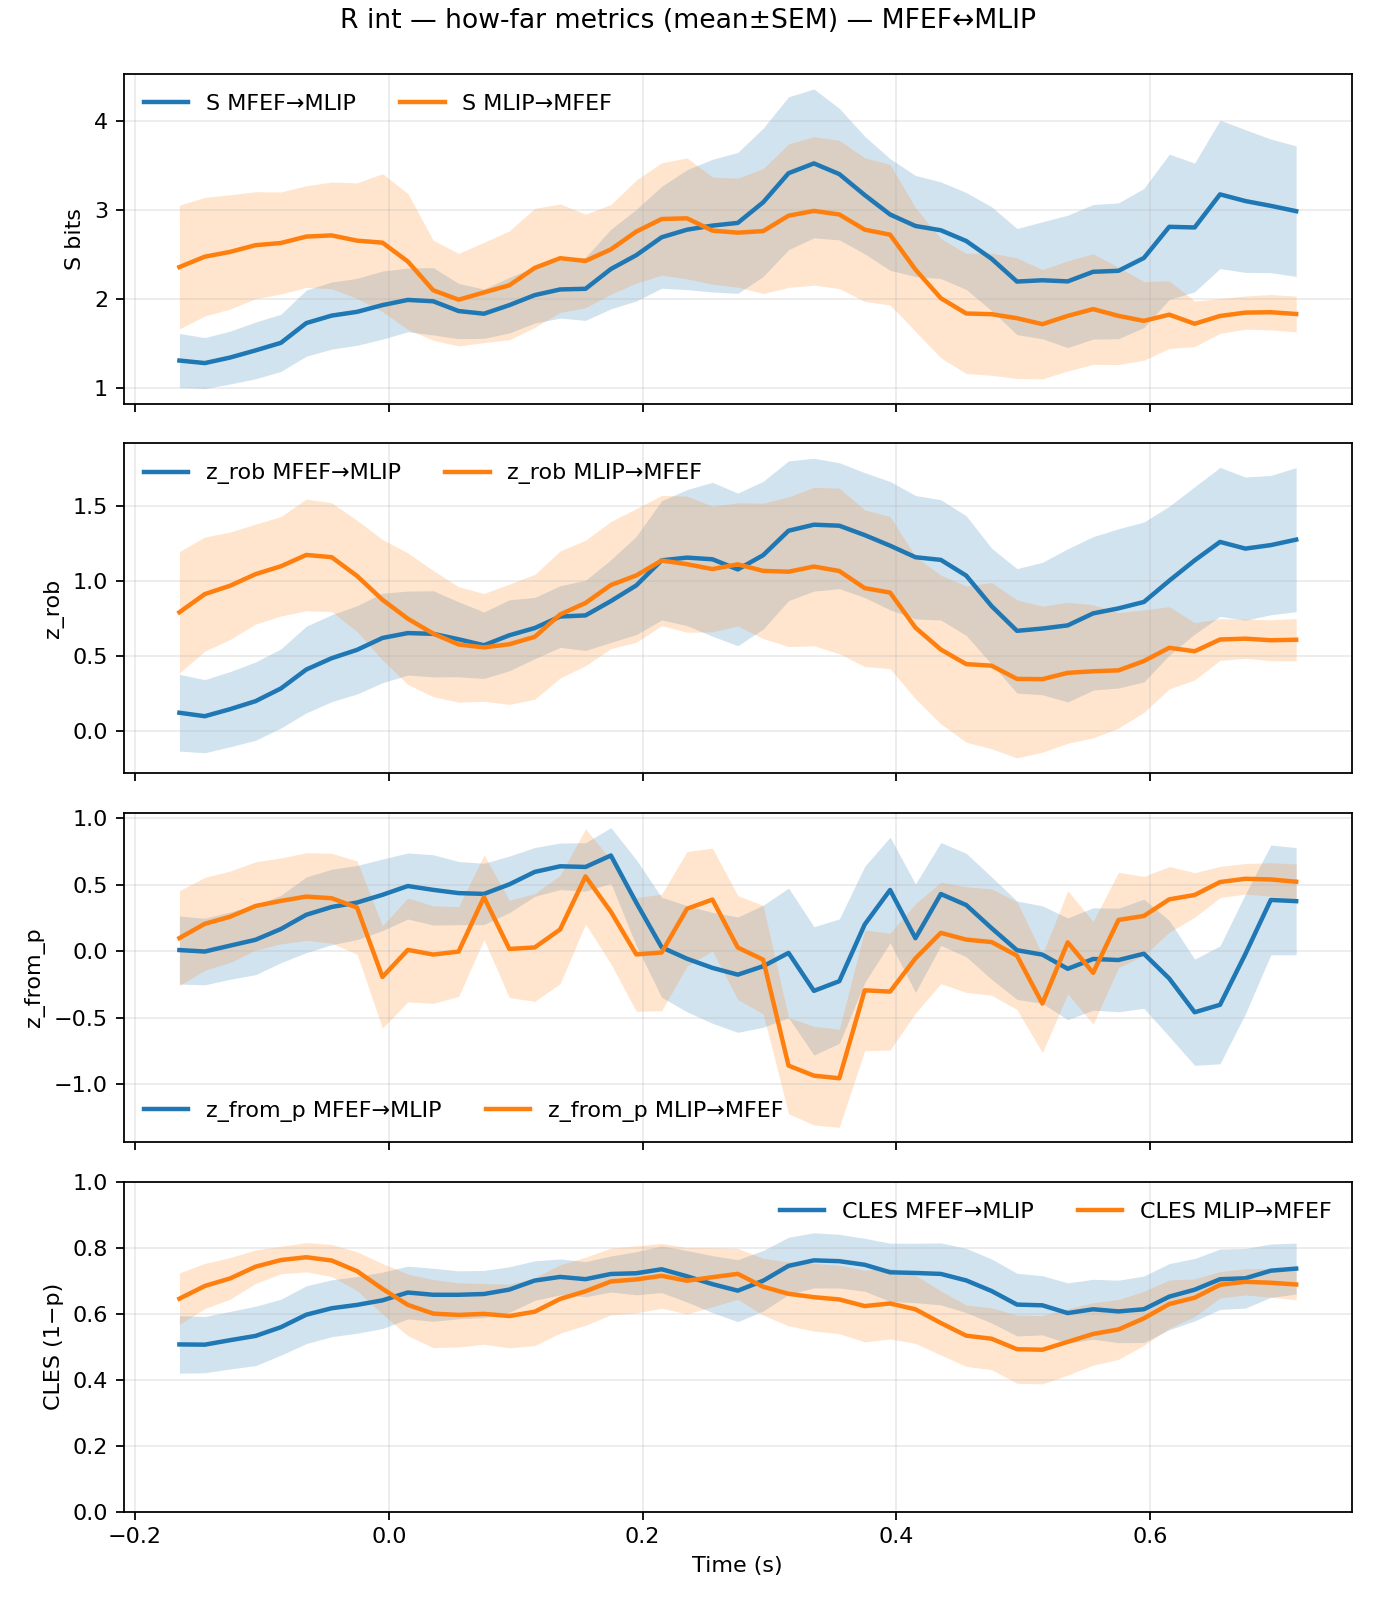 R int — how-far metrics (mean±SEM) — MFEF↔MLIP
S MFEF→MLIP S MLIP→MFEF
4
3
2
1
S bits
z_rob MFEF→MLIP z_rob MLIP→MFEF
1.5
1.0
0.5
0.0
z_rob
1.0
0.5
0.0
−0.5
−1.0
z_from_p
z_from_p MFEF→MLIP z_from_p MLIP→MFEF
CLES MFEF→MLIP CLES MLIP→MFEF
1.0
0.8
0.6
0.4
0.2
0.0
CLES (1−p)
−0.2 0.0 0.2 0.4 0.6
Time (s)